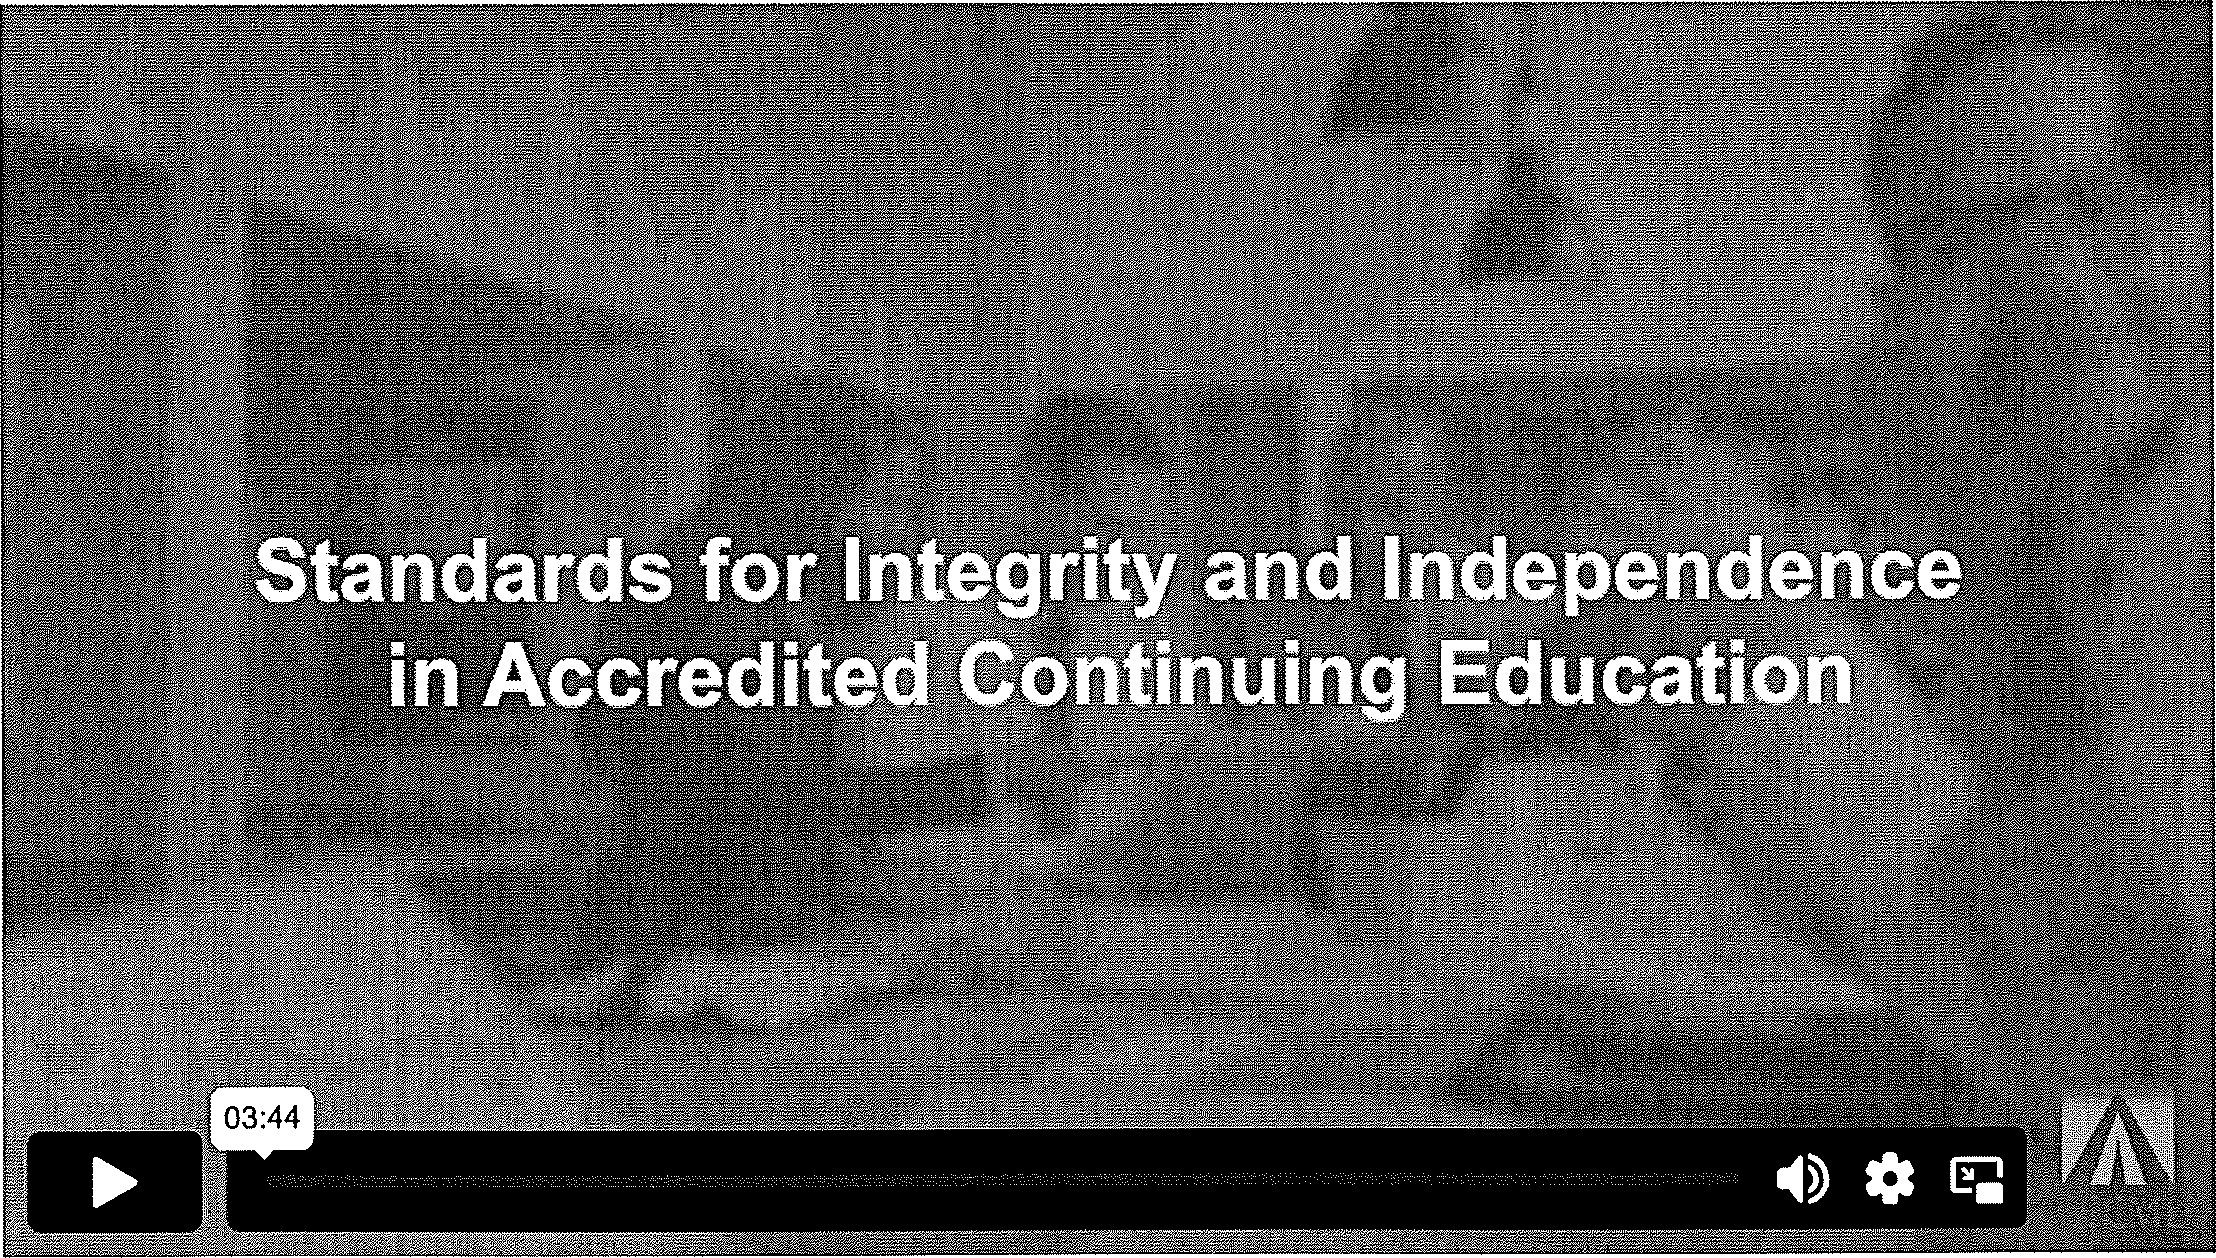 Standards for Integrity and Independence
in Accredited Continuing Education
03:44